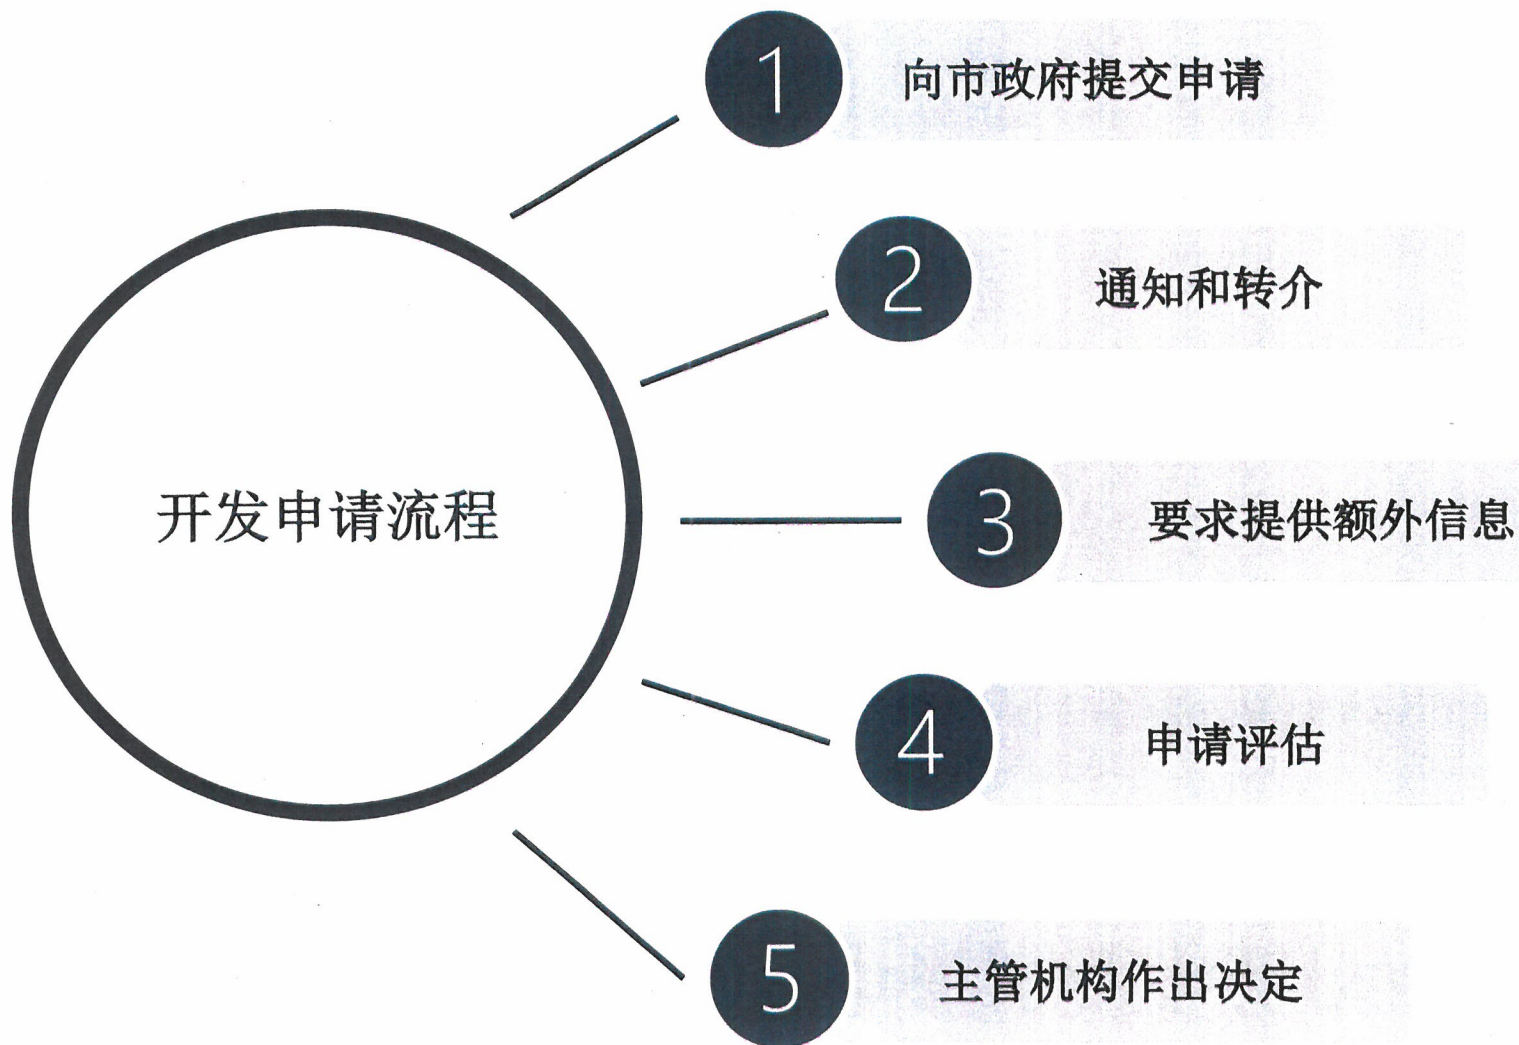 开发申请流程
1
向市政府提交申请
2
通知和转介
3
要求提供额外信息
4
申请评估
5
主管机构作出决定